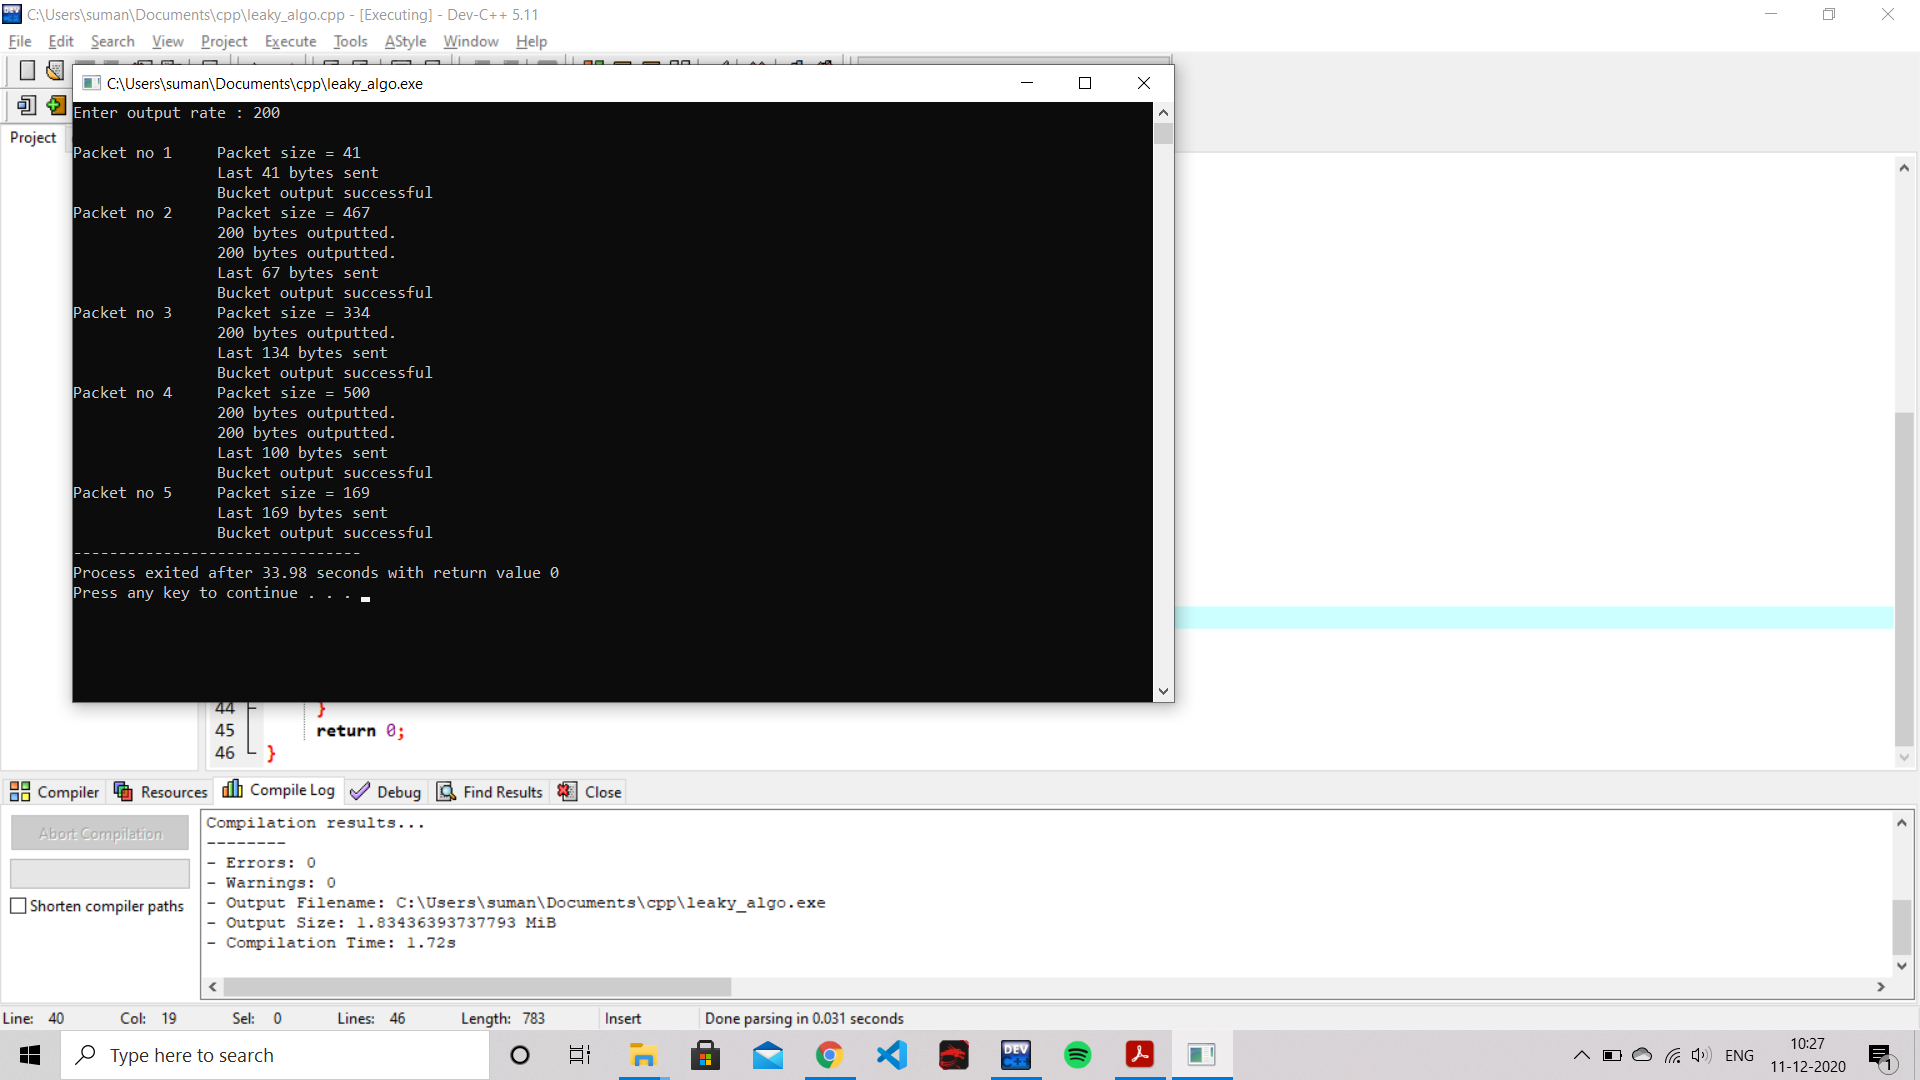 C:\Users\suman\Documents\cpp\leaky_algo.cpp - [Executing] - Dev-C++ 5.11
File Edit Search View Project Execute Tools AStyle Window Help
C:\Users\suman\Documents\cpp\leaky_algo.exe
Project
Enter output rate : 200
Packet no 1 Packet size = 41
Last 41 bytes sent
Bucket output successful
Packet no 2 Packet size = 467
200 bytes outputted.
200 bytes outputted.
Last 67 bytes sent
Bucket output successful
Packet no 3 Packet size = 334
200 bytes outputted.
Last 134 bytes sent
Bucket output successful
Packet no 4 Packet size = 500
200 bytes outputted.
200 bytes outputted.
Last 100 bytes sent
Bucket output successful
Packet no 5 Packet size = 169
Last 169 bytes sent
Bucket output successful
--------------------------------
Process exited after 33.98 seconds with return value 0
Press any key to continue . . .
44 }
45 return 0;
46 }
Compiler Resources Compile Log Debug Find Results Close
Abort Compilation
Shorten compiler paths
Compilation results...
--------
- Errors: 0
- Warnings: 0
- Output Filename: C:\Users\suman\Documents\cpp\leaky_algo.exe
- Output Size: 1.83436393737793 MiB
- Compilation Time: 1.72s
Line: 40 Col: 19 Sel: 0 Lines: 46 Length: 783 Insert Done parsing in 0.031 seconds
Type here to search
DEV C++
ENG
10:27
11-12-2020
1